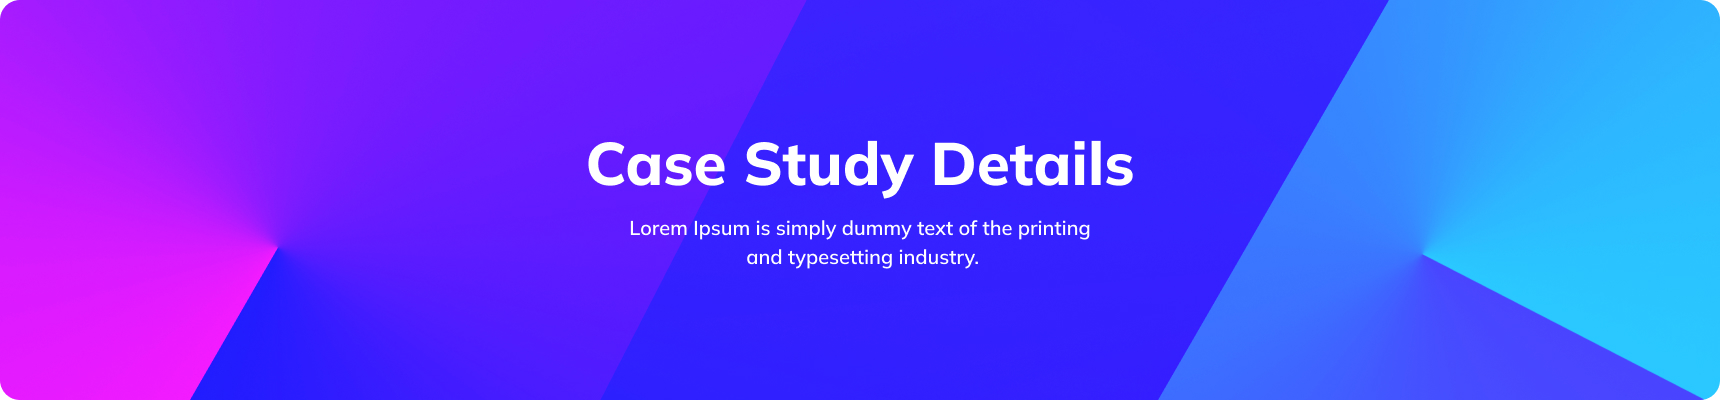 Case Study Details
Lorem Ipsum is simply dummy text of the printing
and typesetting industry.